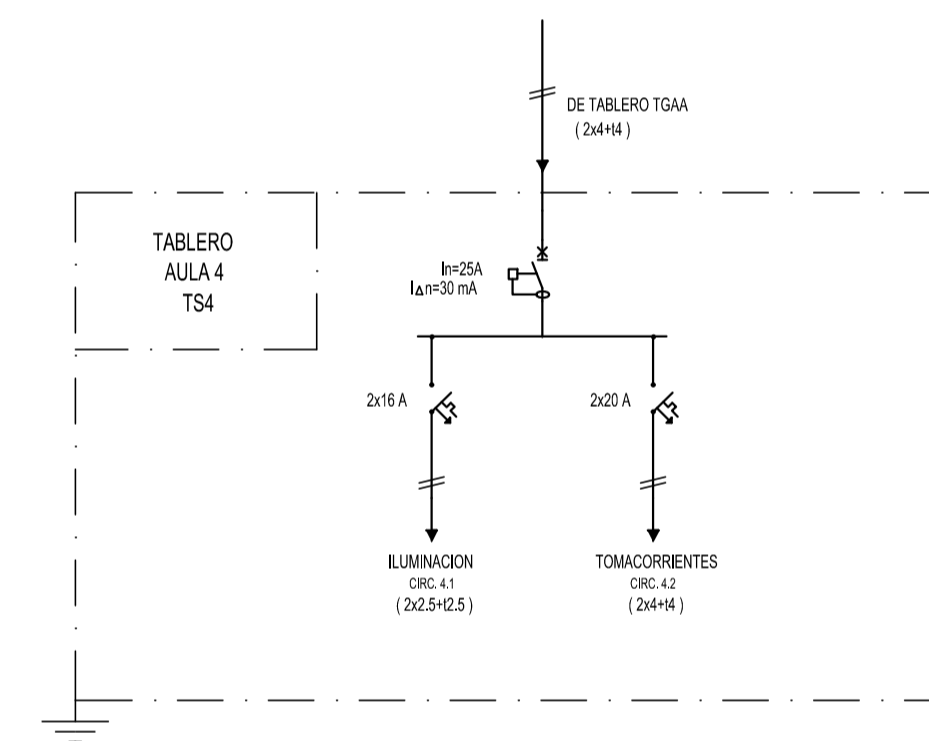 DE TABLERO TGAA
( 2x4+t4 )
TABLERO
AULA 4
TS4
In=25A
I∆n=30 mA
2x16 A
2x20 A
ILUMINACION
CIRC. 4.1
( 2x2.5+t2.5 )
TOMACORRIENTES
CIRC. 4.2
( 2x4+t4 )